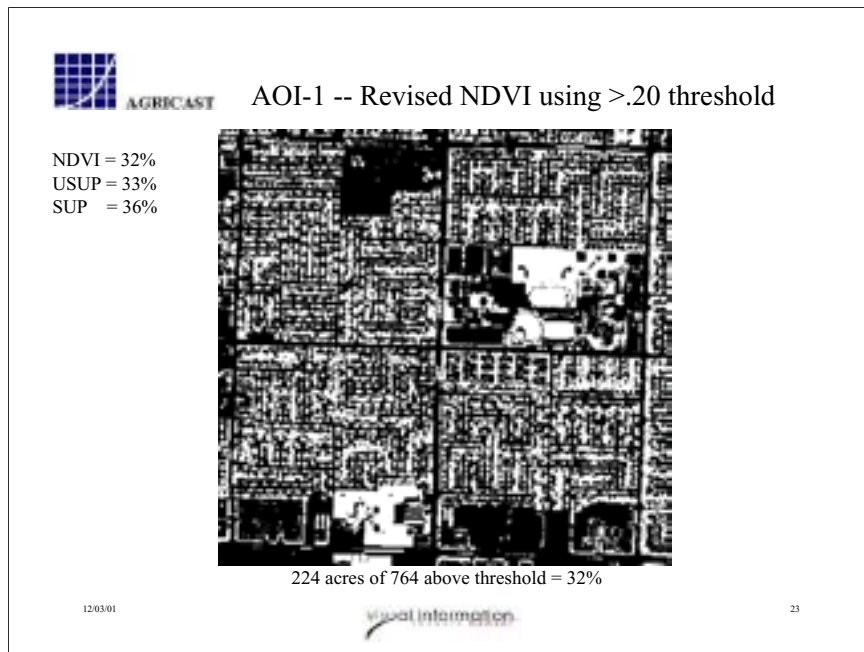 AGRICAST
AOI-1 -- Revised NDVI using >.20 threshold
NDVI = 32%
USUP = 33%
SUP = 36%
224 acres of 764 above threshold = 32%
12/03/01
visual information
23